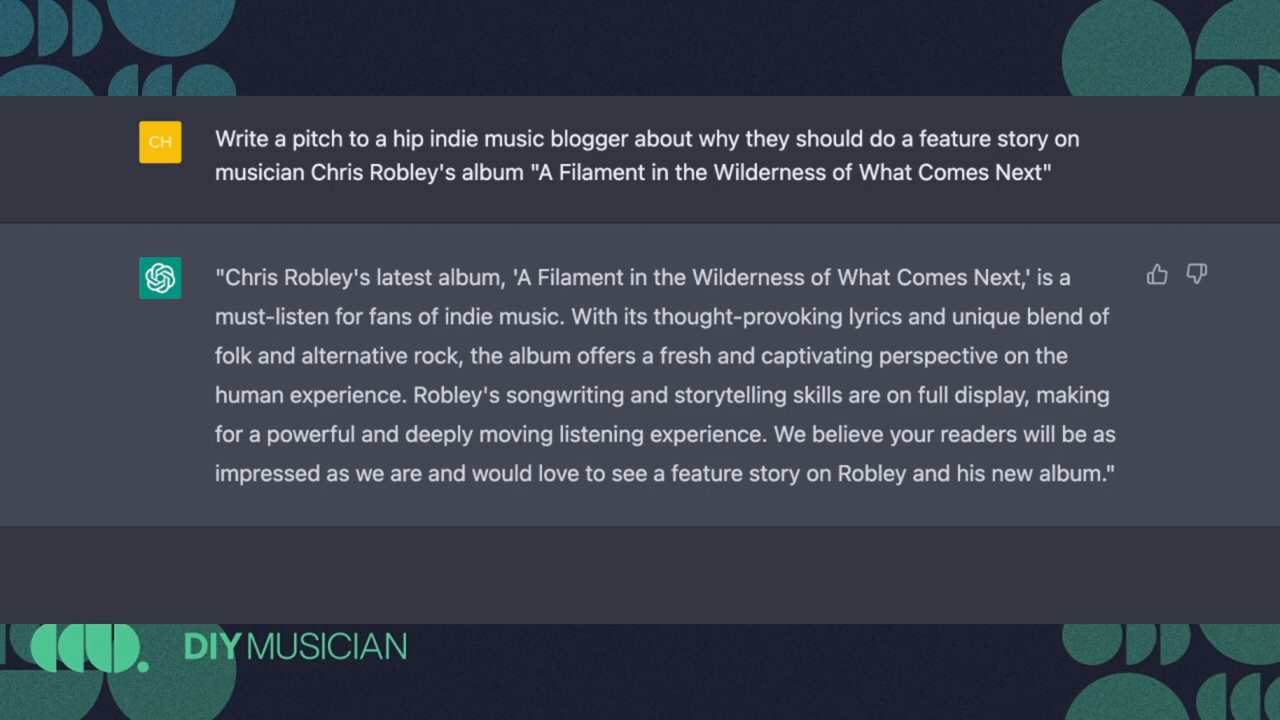 CH
Write a pitch to a hip indie music blogger about why they should do a feature story on
musician Chris Robley's album "A Filament in the Wilderness of What Comes Next"
"Chris Robley's latest album, 'A Filament in the Wilderness of What Comes Next,' is a
must-listen for fans of indie music. With its thought-provoking lyrics and unique blend of
folk and alternative rock, the album offers a fresh and captivating perspective on the
human experience. Robley's songwriting and storytelling skills are on full display, making
for a powerful and deeply moving listening experience. We believe your readers will be as
impressed as we are and would love to see a feature story on Robley and his new album."
DIY MUSICIAN